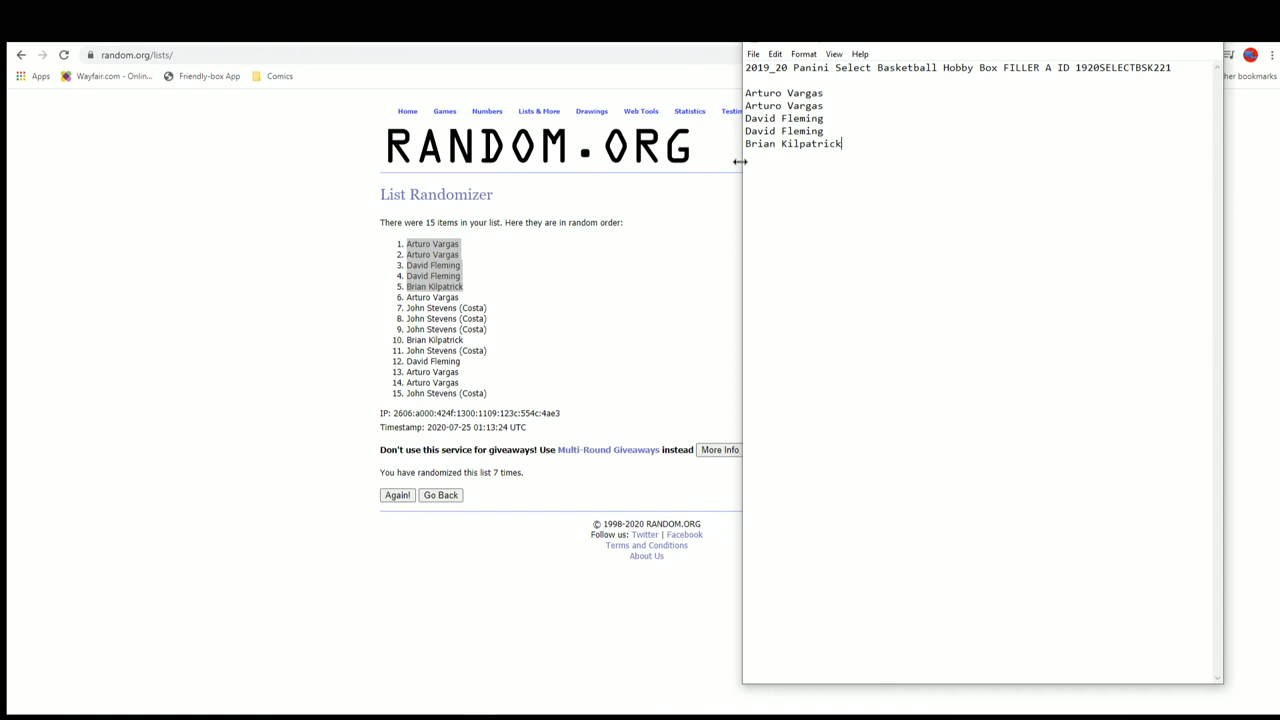 random.org/lists/
Apps Wayfair.com - Onlin... Friendly-box App Comics
her bookmarks
Home Games Numbers Lists & More Drawings Web Tools Statistics Testin
RANDOM.ORG
List Randomizer
There were 15 items in your list. Here they are in random order:
1. Arturo Vargas
2. Arturo Vargas
3. David Fleming
4. David Fleming
5. Brian Kilpatrick
6. Arturo Vargas
7. John Stevens (Costa)
8. John Stevens (Costa)
9. John Stevens (Costa)
10. Brian Kilpatrick
11. John Stevens (Costa)
12. David Fleming
13. Arturo Vargas
14. Arturo Vargas
15. John Stevens (Costa)
IP: 2606:a000:424f:1300:1109:123c:554c:4ae3
Timestamp: 2020-07-25 01:13:24 UTC
Don't use this service for giveaways! Use Multi-Round Giveaways instead More Info
You have randomized this list 7 times.
Again! Go Back
© 1998-2020 RANDOM.ORG
Follow us: Twitter | Facebook
Terms and Conditions
About Us
File Edit Format View Help
2019_20 Panini Select Basketball Hobby Box FILLER A ID 1920SELECTBSK221
Arturo Vargas
Arturo Vargas
David Fleming
David Fleming
Brian Kilpatrick